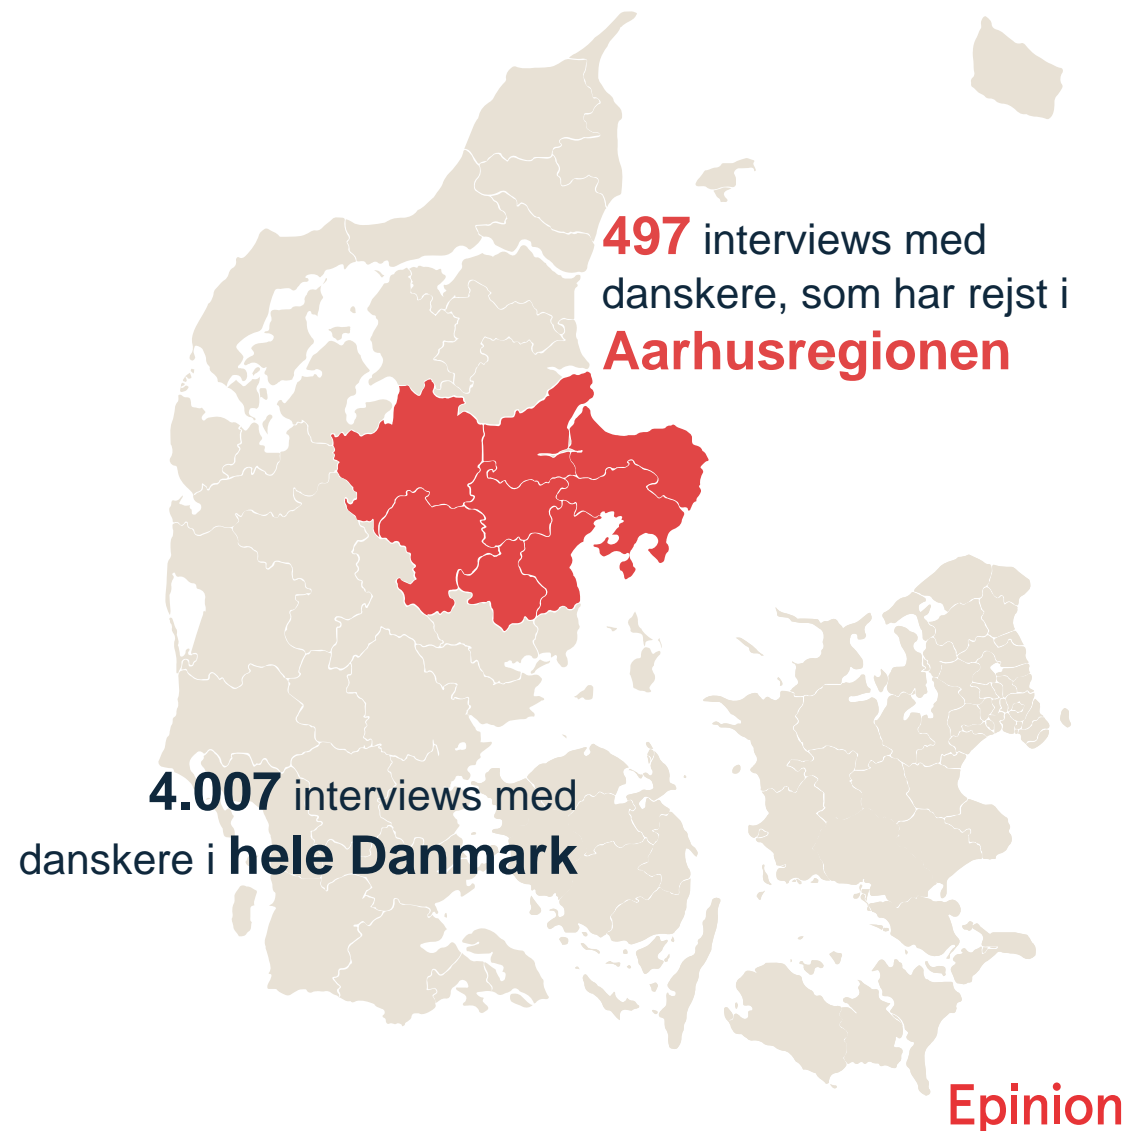 497 interviews med
danskere, som har rejst i
Aarhusregionen
4.007 interviews med
danskere i hele Danmark
Epinion